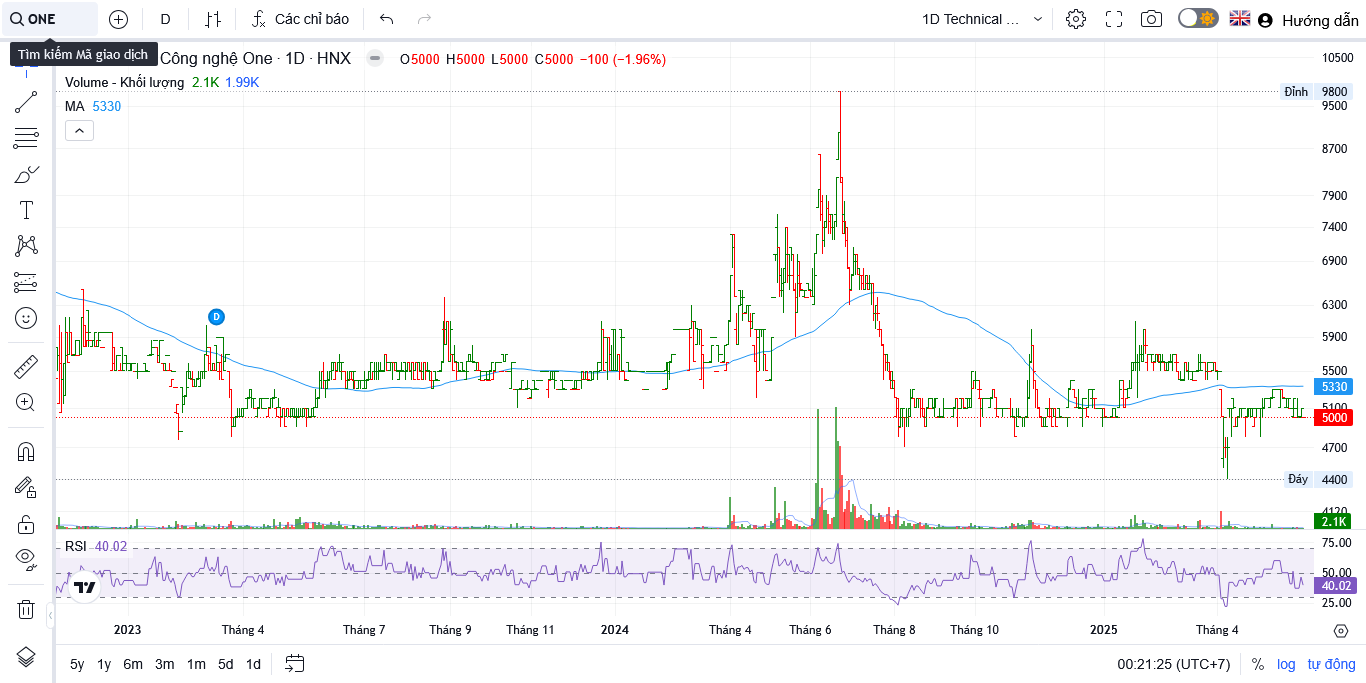 ONE D Các chỉ báo 1D Technical ... Hướng dẫn
Tìm kiếm Mã giao dịch
Công nghệ One · 1D · HNX O5000 H5000 L5000 C5000 −100 (−1.96%)
Volume - Khối lượng 2.1K 1.99K
MA 5330
10500
Đỉnh 9800
9500
8700
7900
7400
6900
6300
D
5900
5500
5330
5100
5000
4700
Đáy 4400
4120
2.1K
RSI 40.02
75.00
50.00
40.02
25.00
2023 Tháng 4 Tháng 7 Tháng 9 Tháng 11 2024 Tháng 4 Tháng 6 Tháng 8 Tháng 10 2025 Tháng 4
5y 1y 6m 3m 1m 5d 1d 00:21:25 (UTC+7) % log tự động